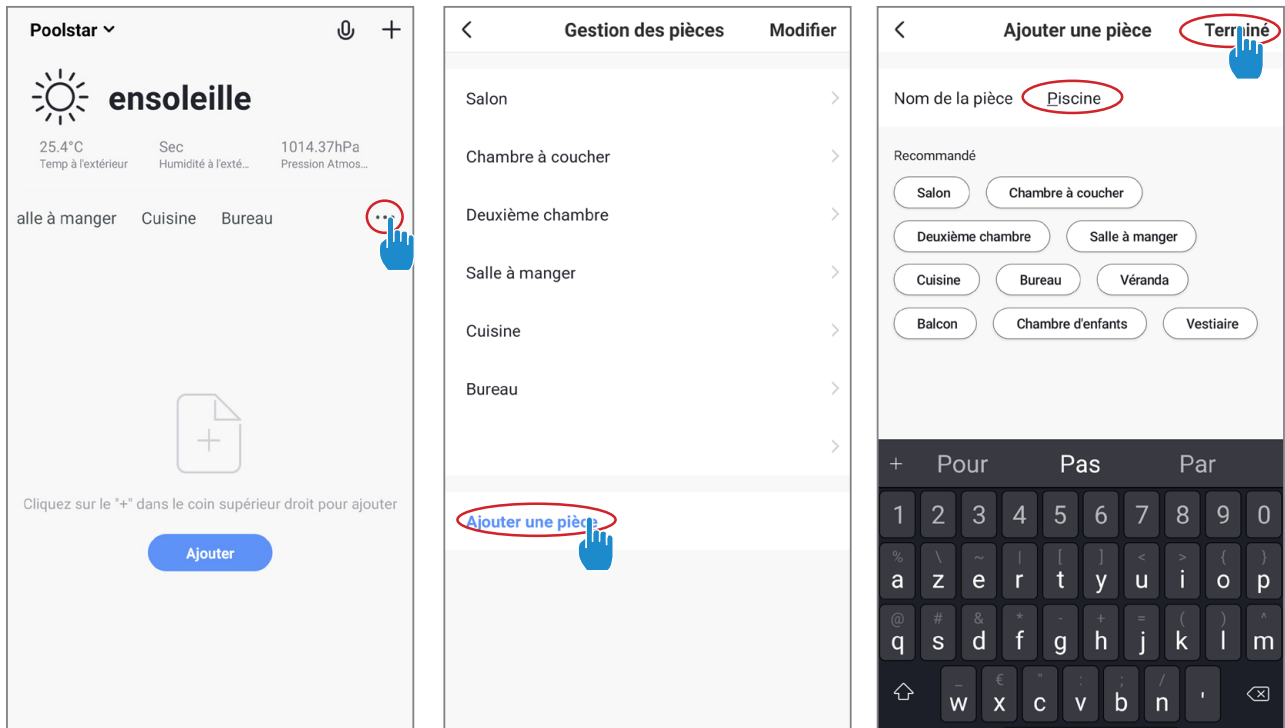 Poolstar
ensoleille
25.4°C Sec 1014.37hPa
Temp à l'extérieur Humidité à l'exté... Pression Atmos...
alle à manger Cuisine Bureau ...
Cliquez sur le "+" dans le coin supérieur droit pour ajouter
Ajouter
Gestion des pièces Modifier
Salon
Chambre à coucher
Deuxième chambre
Salle à manger
Cuisine
Bureau
Ajouter une pièce
Ajouter une pièce Terminé
Nom de la pièce Piscine
Recommandé
Salon Chambre à coucher
Deuxième chambre Salle à manger
Cuisine Bureau Véranda
Balcon Chambre d'enfants Vestiaire
+ Pour Pas Par
1 2 3 4 5 6 7 8 9 0
% \ ~ | [ ] < > { }
a z e r t y u i o p
@ # & * - + = ( ) ^
q s d f g h j k l m
_ € " : ; /
w x c v b n '